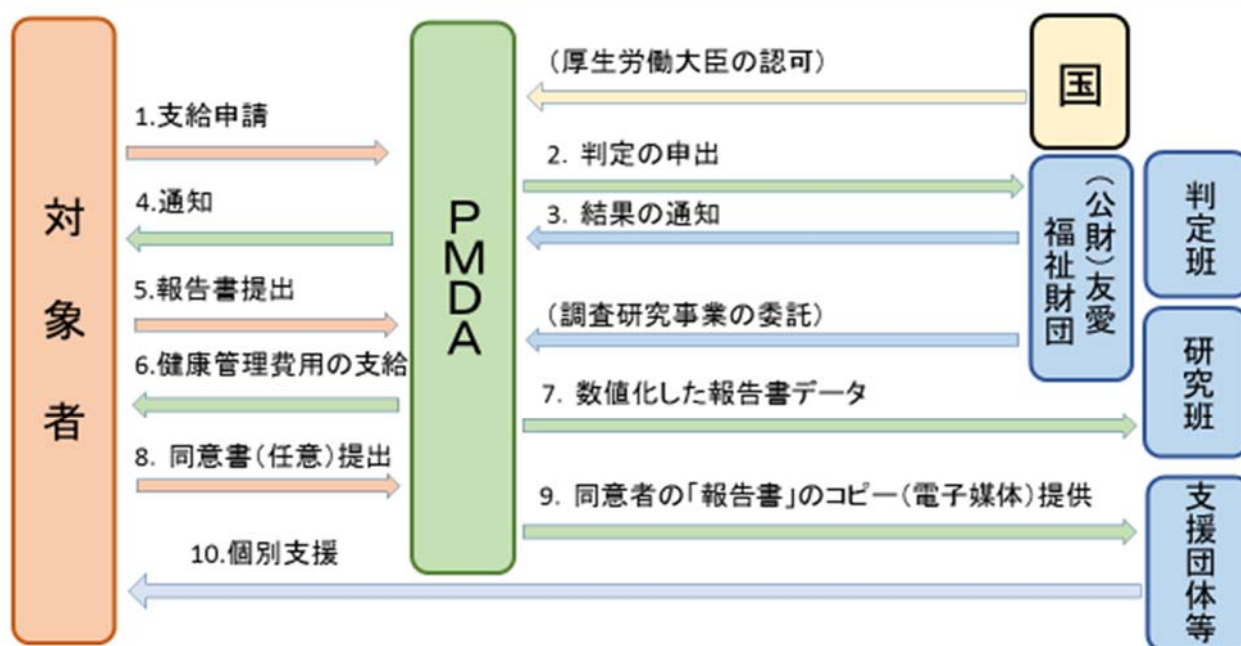 対象者
PMDA
国
(公財)友愛
福祉財団
判定班
研究班
支援団体等
(厚生労働大臣の認可)
1.支給申請
2. 判定の申出
4.通知
3. 結果の通知
5.報告書提出
(調査研究事業の委託)
6.健康管理費用の支給
7. 数値化した報告書データ
8. 同意書(任意)提出
9. 同意者の「報告書」のコピー(電子媒体)提供
10.個別支援